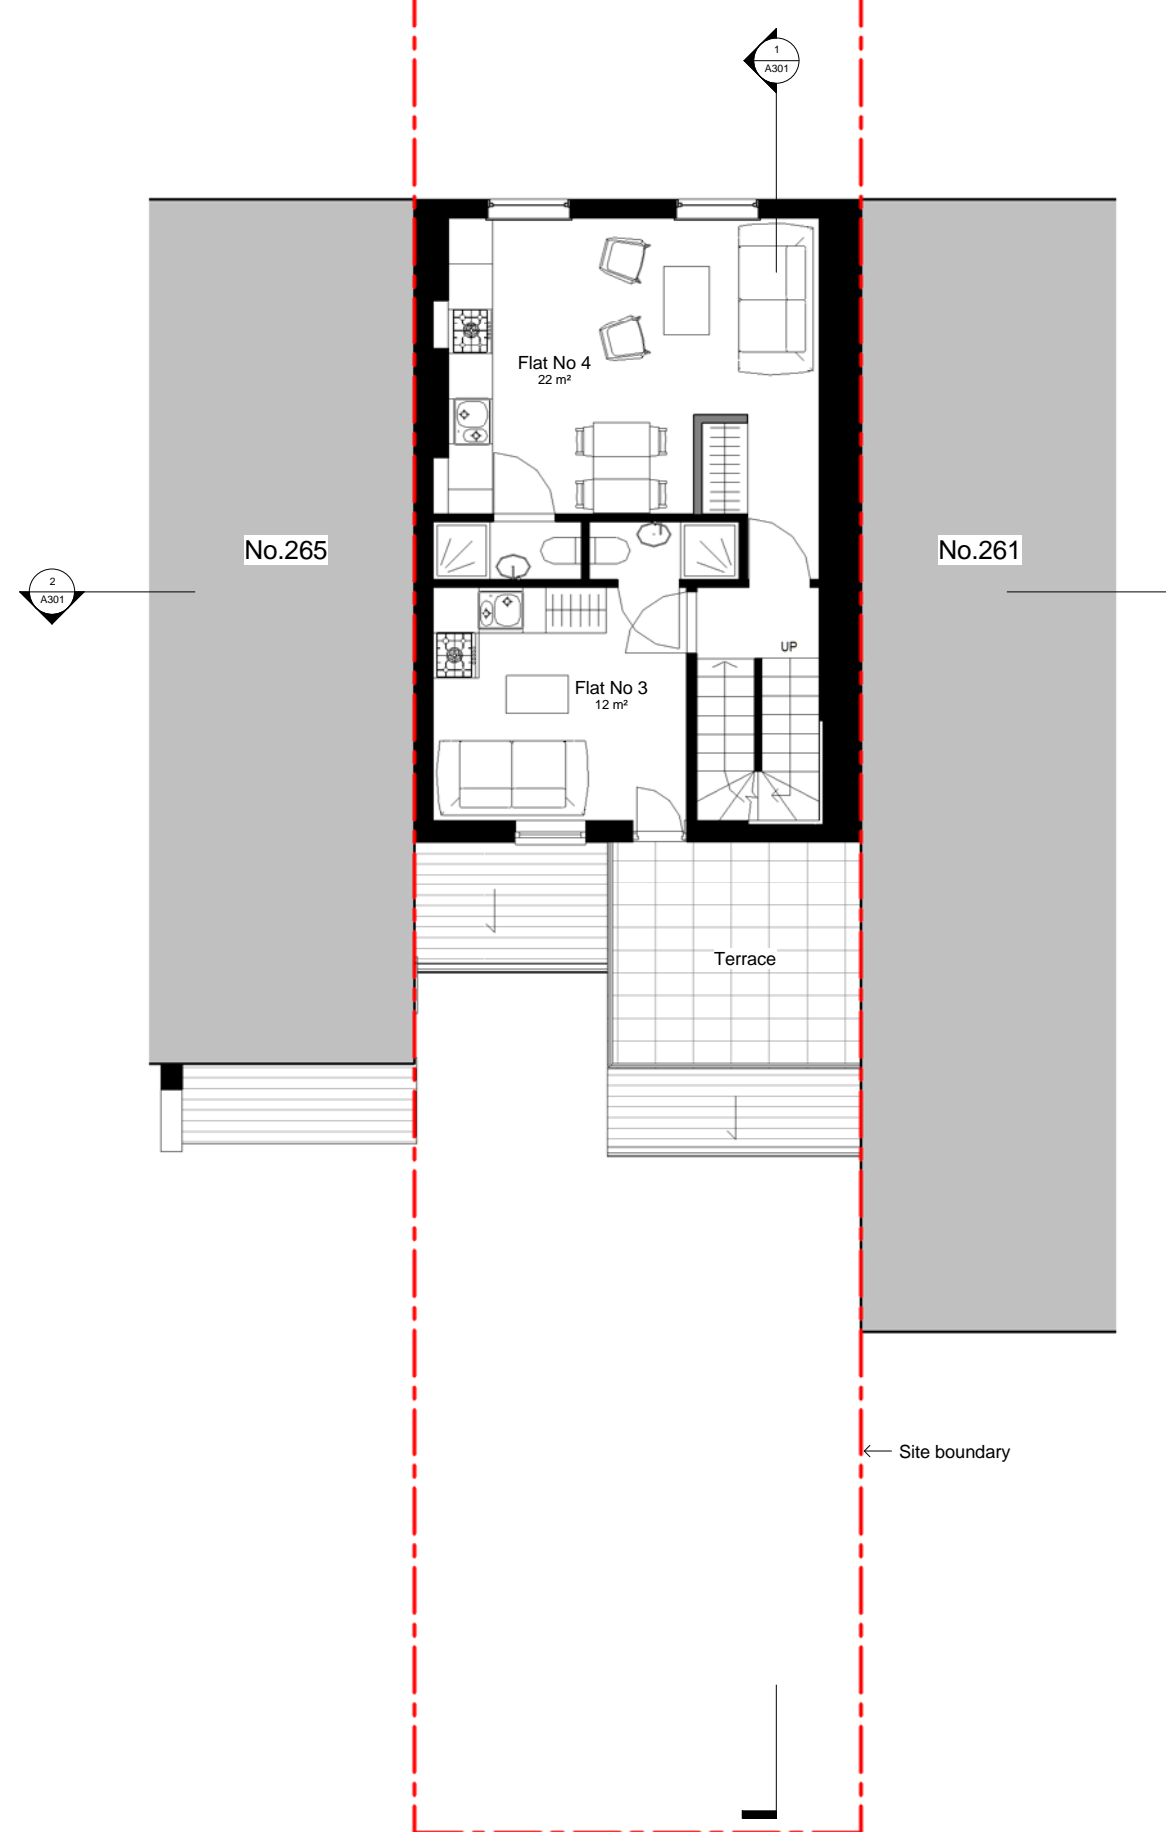 1
A301
Flat No 4
22 m²
No.265
No.261
2
A301
UP
Flat No 3
12 m²
Terrace
Site boundary